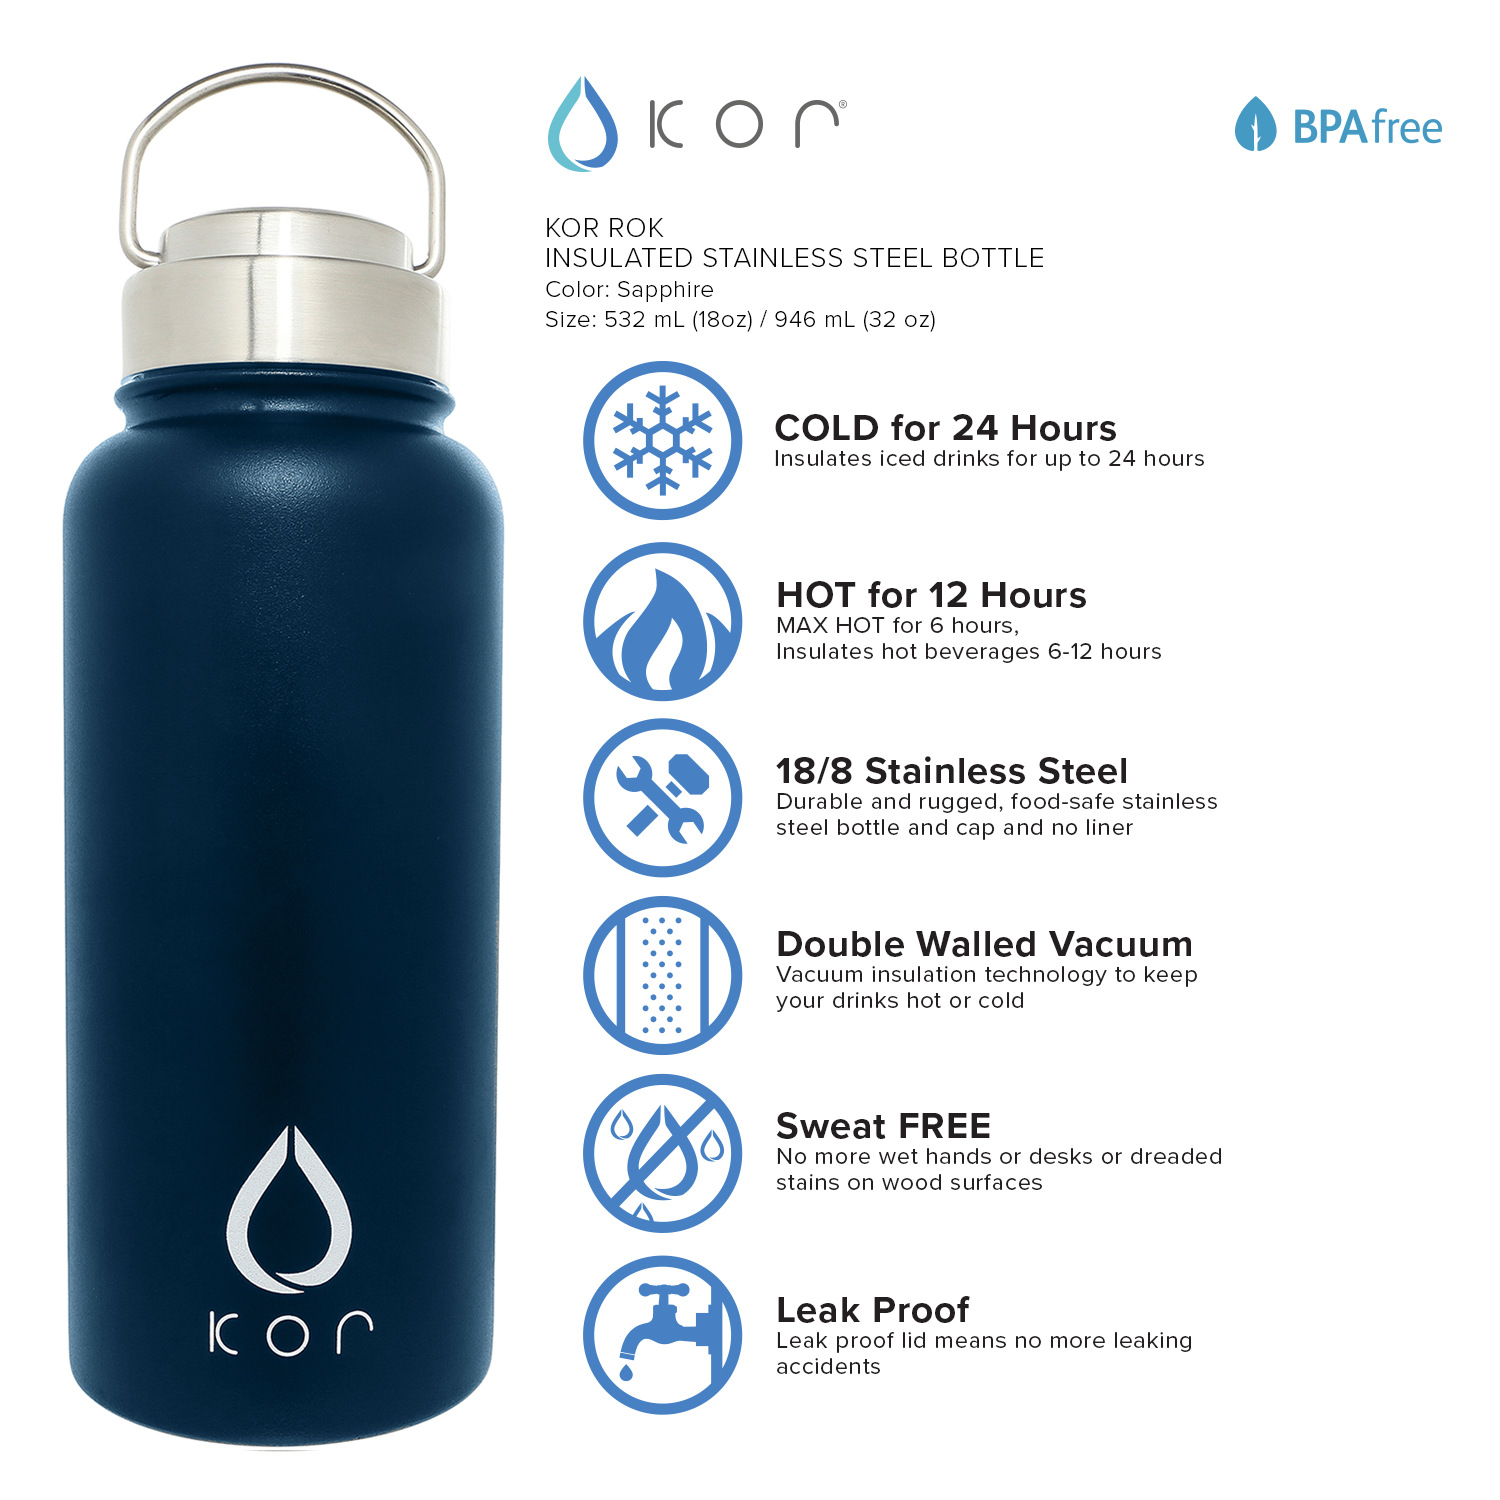 kor®
BPA free
KOR ROK
INSULATED STAINLESS STEEL BOTTLE
Color: Sapphire
Size: 532 mL (18oz) / 946 mL (32 oz)
COLD for 24 Hours
Insulates iced drinks for up to 24 hours
HOT for 12 Hours
MAX HOT for 6 hours,
Insulates hot beverages 6-12 hours
18/8 Stainless Steel
Durable and rugged, food-safe stainless
steel bottle and cap and no liner
Double Walled Vacuum
Vacuum insulation technology to keep
your drinks hot or cold
Sweat FREE
No more wet hands or desks or dreaded
stains on wood surfaces
Leak Proof
Leak proof lid means no more leaking
accidents
kor